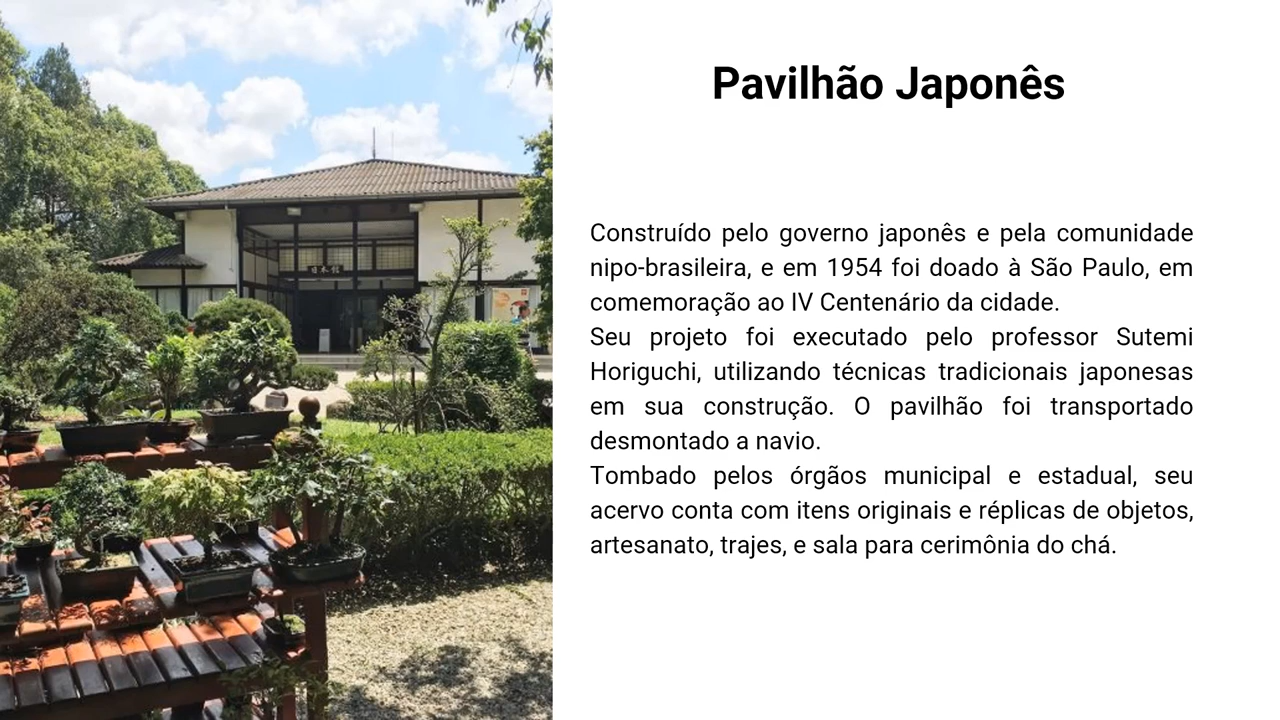 Pavilhão Japonês
Construído pelo governo japonês e pela comunidade
nipo-brasileira, e em 1954 foi doado à São Paulo, em
comemoração ao IV Centenário da cidade.
Seu projeto foi executado pelo professor Sutemi
Horiguchi, utilizando técnicas tradicionais japonesas
em sua construção. O pavilhão foi transportado
desmontado a navio.
Tombado pelos órgãos municipal e estadual, seu
acervo conta com itens originais e réplicas de objetos,
artesanato, trajes, e sala para cerimônia do chá.
日本館